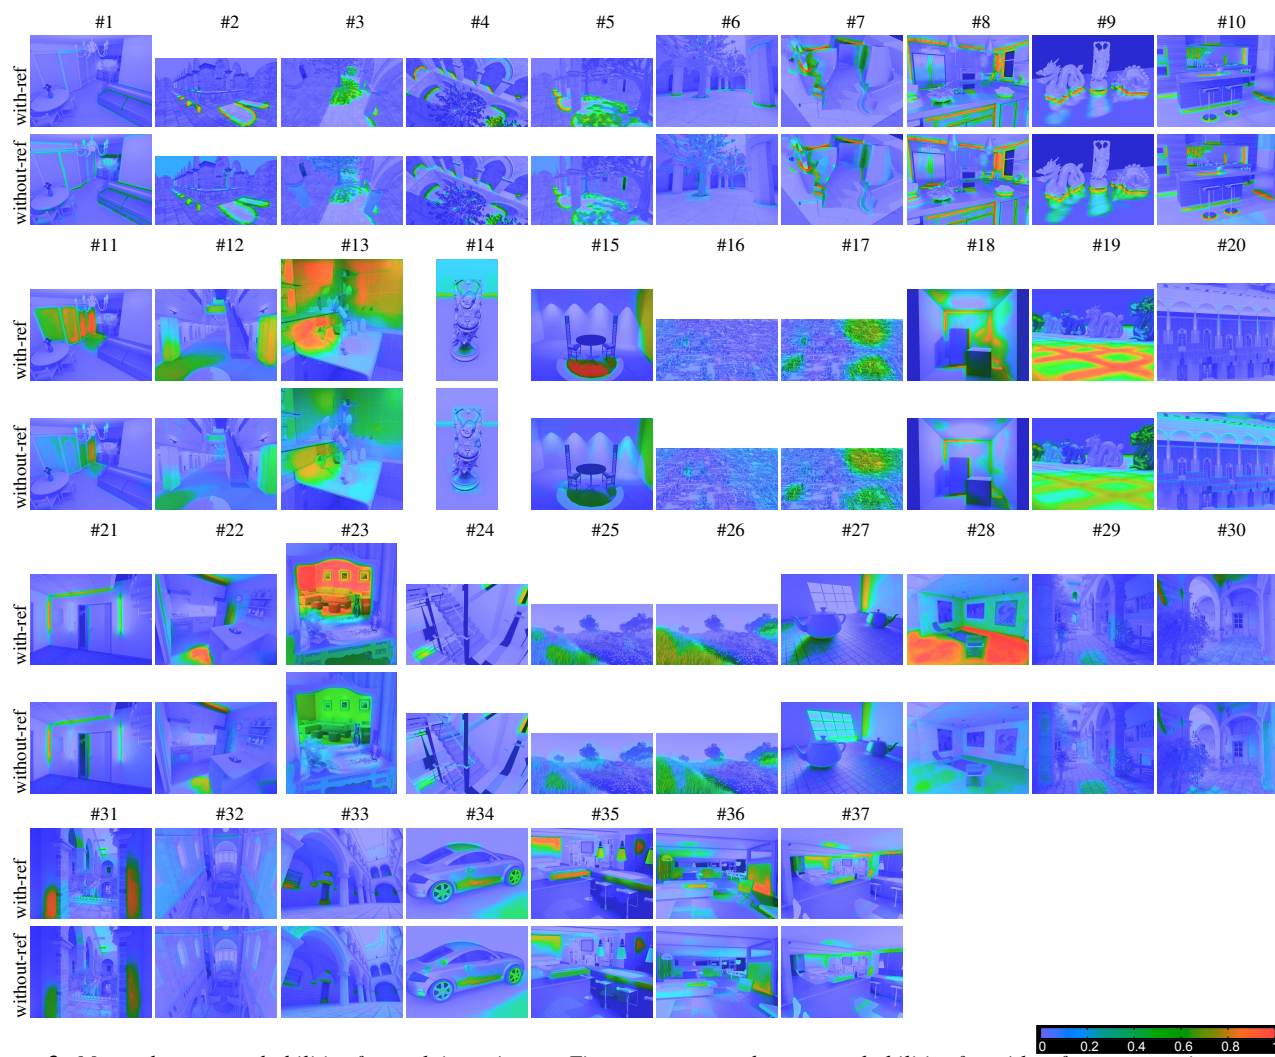 #1 #2 #3 #4 #5 #6 #7 #8 #9 #10
with-ref
without-ref
#11 #12 #13 #14 #15 #16 #17 #18 #19 #20
with-ref
without-ref
#21 #22 #23 #24 #25 #26 #27 #28 #29 #30
with-ref
without-ref
#31 #32 #33 #34 #35 #36 #37
with-ref
without-ref
0 0.2 0.4 0.6 0.8 1